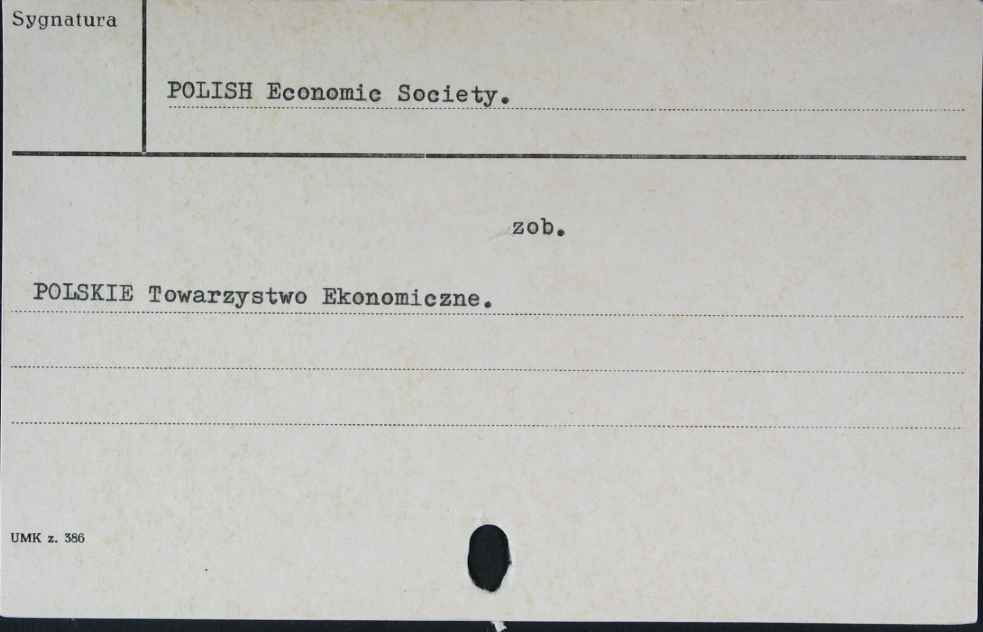 Sygnatura
POLISH Economic Society.
zob.
POLSKIE Towarzystwo Ekonomiczne.
UMK z. 386